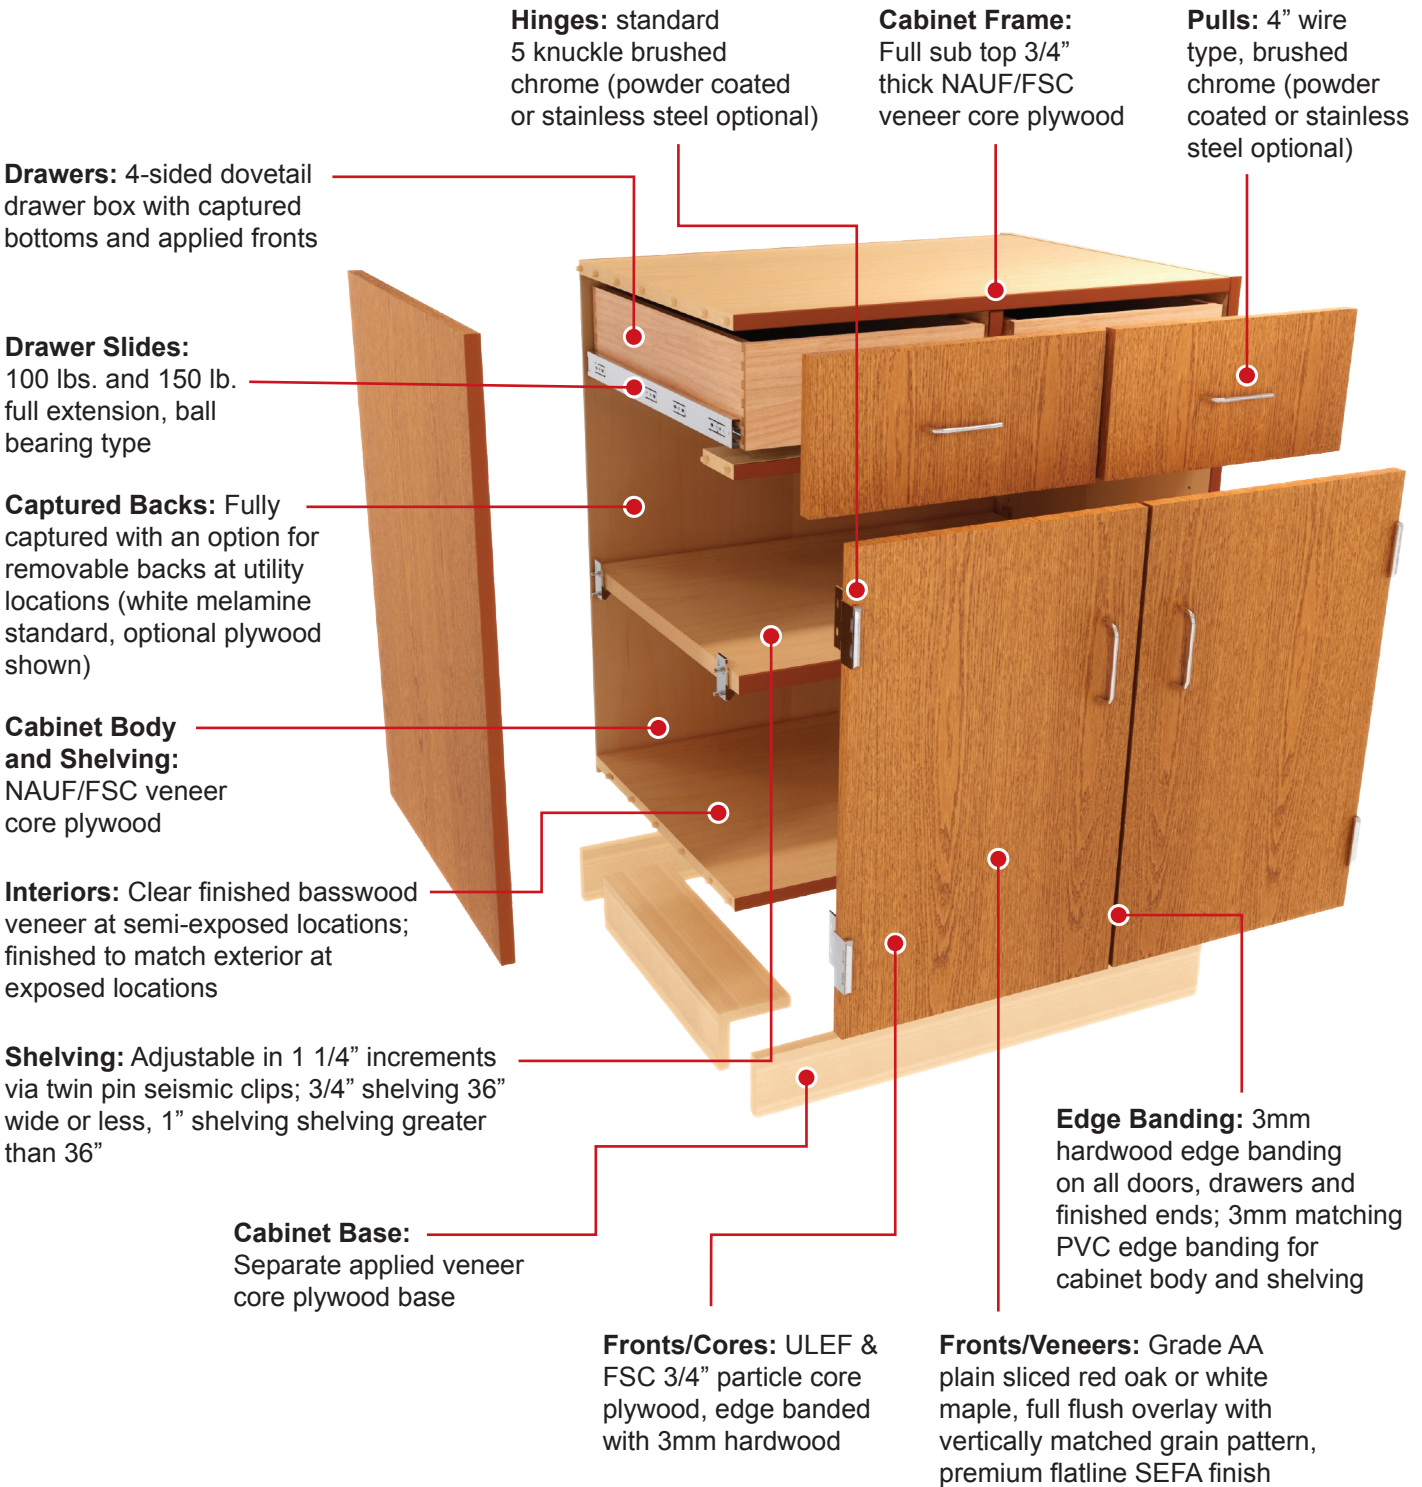 Hinges: standard
5 knuckle brushed
chrome (powder coated
or stainless steel optional)
Cabinet Frame:
Full sub top 3/4”
thick NAUF/FSC
veneer core plywood
Pulls: 4” wire
type, brushed
chrome (powder
coated or stainless
steel optional)
Drawers: 4-sided dovetail
drawer box with captured
bottoms and applied fronts
Drawer Slides:
100 lbs. and 150 lb.
full extension, ball
bearing type
Captured Backs: Fully
captured with an option for
removable backs at utility
locations (white melamine
standard, optional plywood
shown)
Cabinet Body
and Shelving:
NAUF/FSC veneer
core plywood
Interiors: Clear finished basswood
veneer at semi-exposed locations;
finished to match exterior at
exposed locations
Shelving: Adjustable in 1 1/4” increments
via twin pin seismic clips; 3/4” shelving 36”
wide or less, 1” shelving shelving greater
than 36”
Cabinet Base:
Separate applied veneer
core plywood base
Edge Banding: 3mm
hardwood edge banding
on all doors, drawers and
finished ends; 3mm matching
PVC edge banding for
cabinet body and shelving
Fronts/Cores: ULEF &
FSC 3/4” particle core
plywood, edge banded
with 3mm hardwood
Fronts/Veneers: Grade AA
plain sliced red oak or white
maple, full flush overlay with
vertically matched grain pattern,
premium flatline SEFA finish